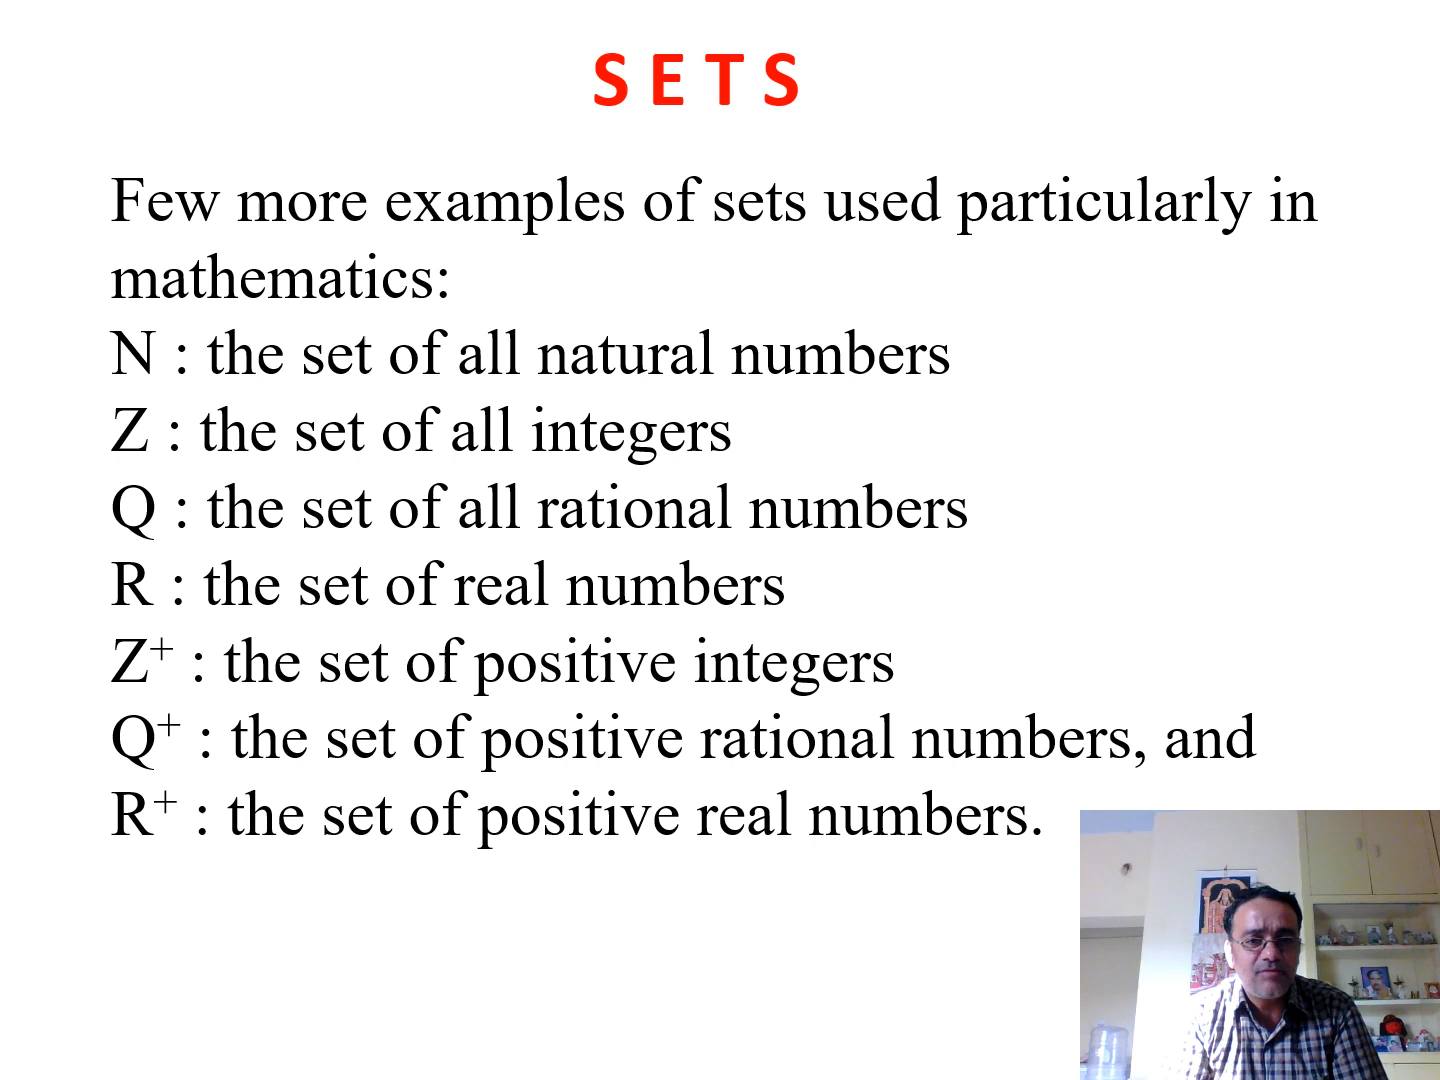 S E T S
Few more examples of sets used particularly in
mathematics:
N : the set of all natural numbers
Z : the set of all integers
Q : the set of all rational numbers
R : the set of real numbers
Z⁺ : the set of positive integers
Q⁺ : the set of positive rational numbers, and
R⁺ : the set of positive real numbers.